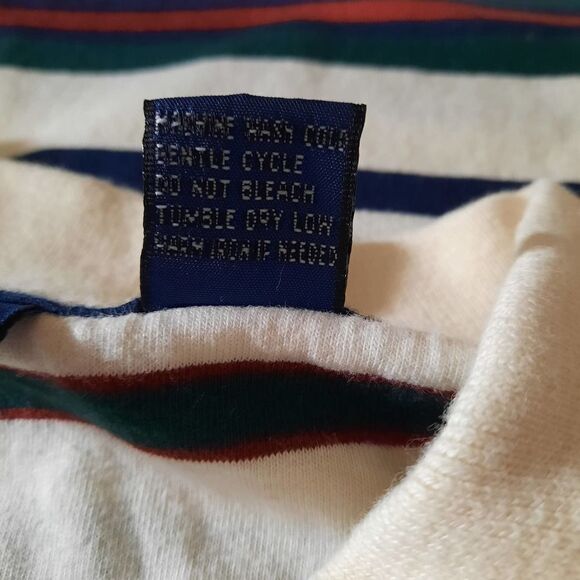 MACHINE WASH COLD
GENTLE CYCLE
DO NOT BLEACH
TUMBLE DRY LOW
WARM IRON IF NEEDED